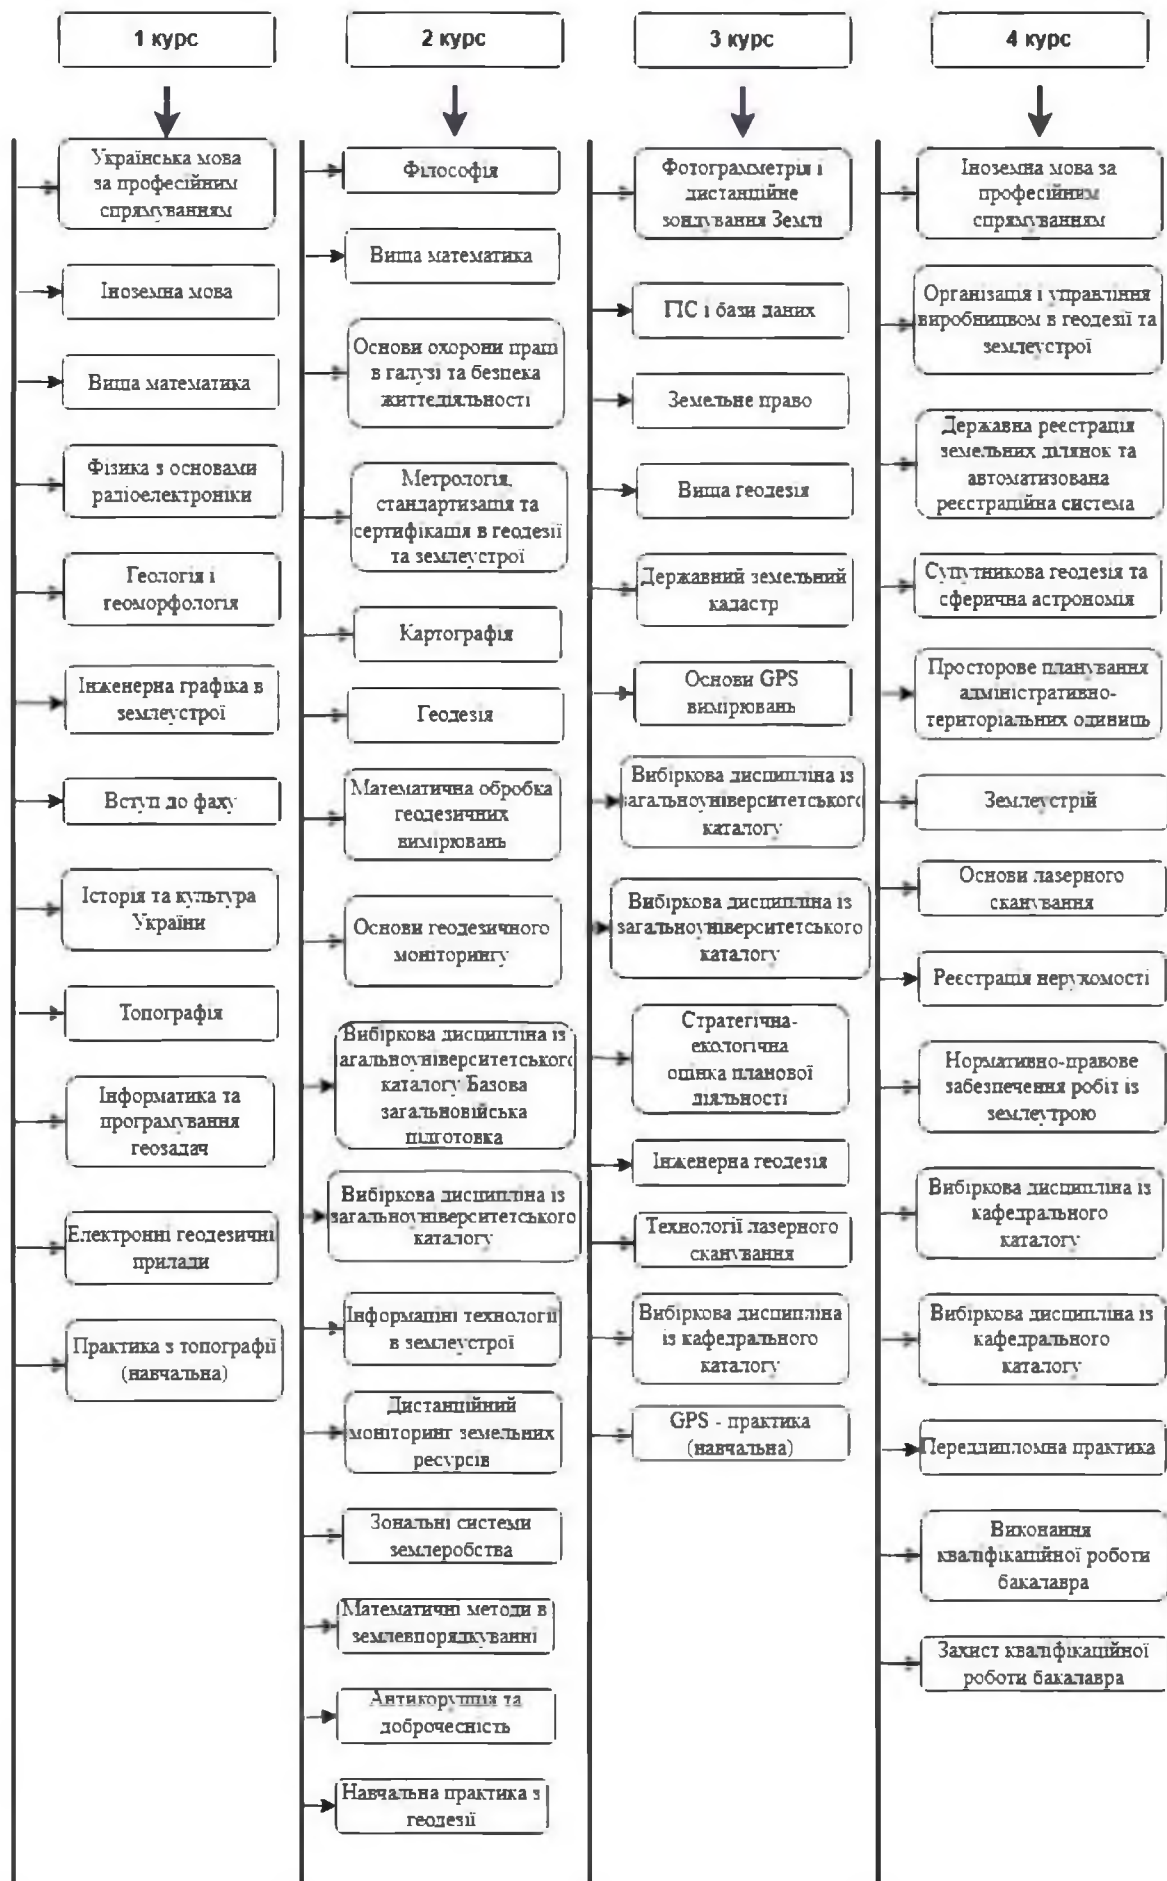 1 курс
Українська мова
за професійним
спрямуванням
Іноземна мова
Вища математика
Фізика з основами
радіоелектроніки
Геологія і
геоморфологія
Інженерна графіка в
землеустрої
Вступ до фаху
Історія та культура
України
Топографія
Інформатика та
програмування
геозадач
Електронні геодезичні
прилади
Практика з топографії
(навчальна)
2 курс
Філософія
Вища математика
Основи охорони праці
в галузі та безпека
життєдіяльності
Метрологія,
стандартизація та
сертифікація в геодезії
та землеустрої
Картографія
Геодезія
Математична обробка
геодезичних
вимірювань
Основи геодезичного
моніторингу
Вибіркова дисципліна із
агальноуніверситетського
каталогу Базова
загальновійська
підготовка
Вибіркова дисципліна із
загальноуніверситетського
каталогу
Інформаціні технології
в землеустрої
Дистанційний
моніторинг земельних
ресурсів
Зональні системи
землеробства
Математичні методи в
землевпорядкуванні
Антикорупція та
доброчесність
Навчальна практика з
геодезії
3 курс
Фотограмметрія і
дистанційне
зондування Землі
ГІС і бази даних
Земельне право
Вища геодезія
Державний земельний
кадастр
Основи GPS
вимірювань
Вибіркова дисципліна із
загальноуніверситетського
каталогу
Вибіркова дисципліна із
загальноуніверситетського
каталогу
Стратегічна-
екологічна
оцінка планової
діяльності
Інженерна геодезія
Технології лазерного
сканування
Вибіркова дисципліна
із кафедрального
каталогу
GPS - практика
(навчальна)
4 курс
Іноземна мова за
професійним
спрямуванням
Організація і управління
виробництвом в геодезії та
землеустрої
Державна реєстрація
земельних ділянок та
автоматизована
реєстраційна система
Супутникова геодезія та
сферична астрономія
Просторове планування
адміністративно-
територіальних одиниць
Землеустрій
Основи лазерного
сканування
Реєстрація нерухомості
Нормативно-правове
забезпечення робіт із
землеутрою
Вибіркова дисципліна із
кафедрального
каталогу
Вибіркова дисципліна із
кафедрального
каталогу
Переддипломна практика
Виконання
кваліфікаційної роботи
бакалавра
Захист кваліфікаційної
роботи бакалавра